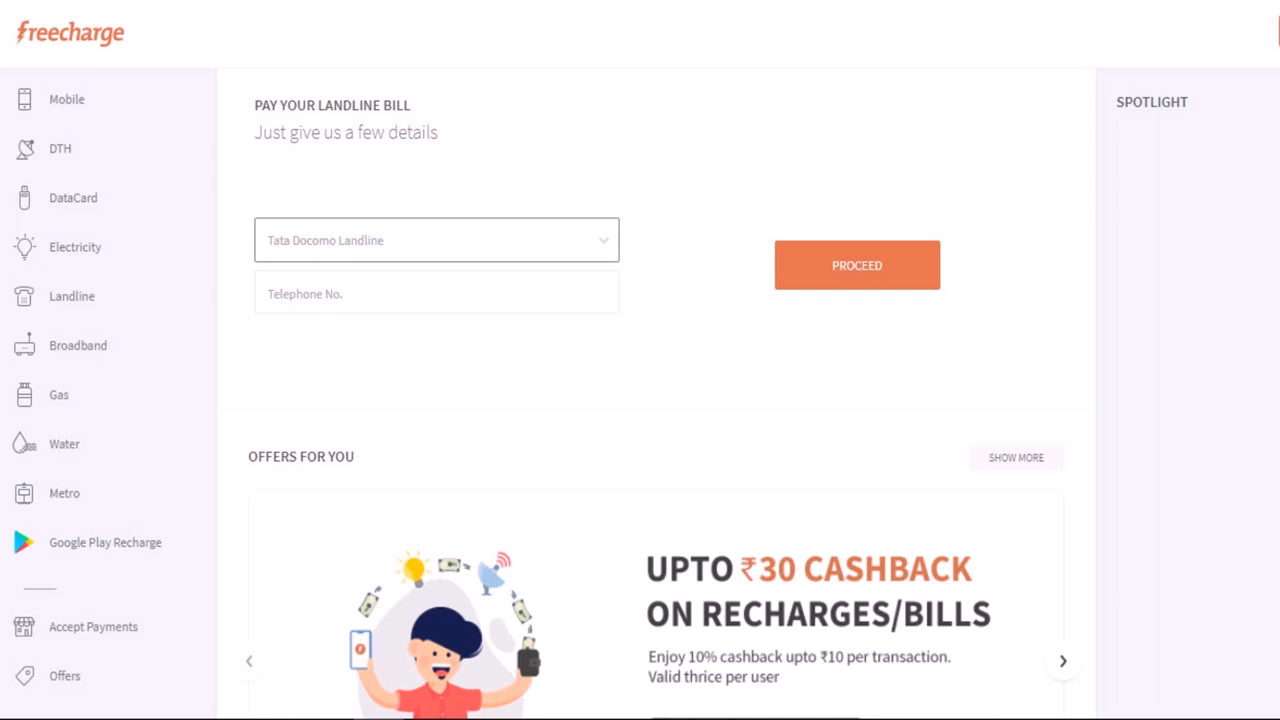 freecharge
Mobile
DTH
DataCard
Electricity
Landline
Broadband
Gas
Water
Metro
Google Play Recharge
Accept Payments
Offers
PAY YOUR LANDLINE BILL
Just give us a few details
Tata Docomo Landline
Telephone No.
PROCEED
OFFERS FOR YOU
SHOW MORE
UPTO ₹30 CASHBACK
ON RECHARGES/BILLS
Enjoy 10% cashback upto ₹10 per transaction.
Valid thrice per user
SPOTLIGHT